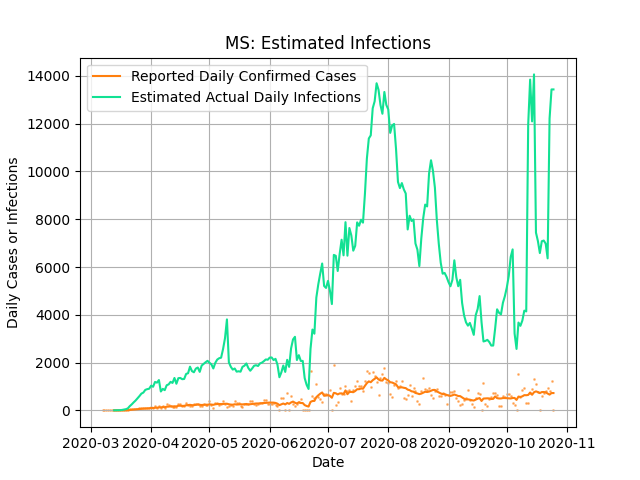 MS: Estimated Infections
Reported Daily Confirmed Cases
Estimated Actual Daily Infections
Daily Cases or Infections
14000
12000
10000
8000
6000
4000
2000
0
2020-03 2020-04 2020-05 2020-06 2020-07 2020-08 2020-09 2020-10 2020-11
Date